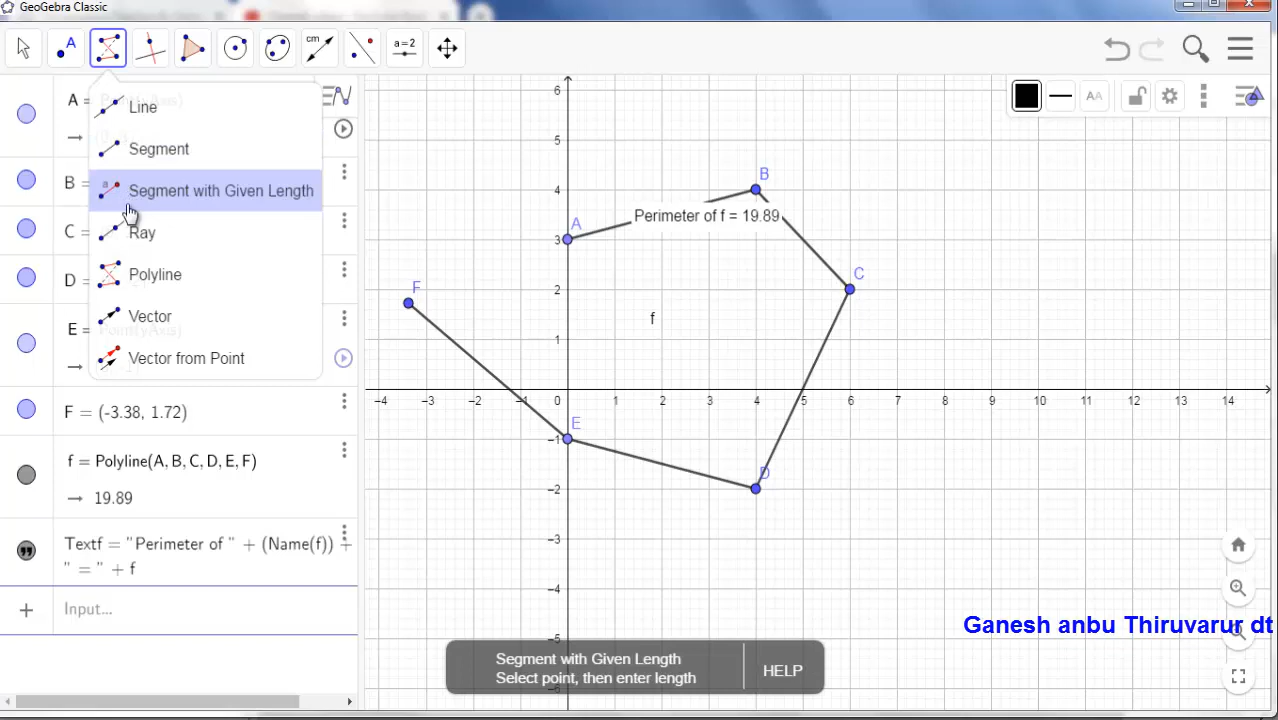 GeoGebra Classic
A
cm
a=2
A =
B =
C =
D =
E =
Line
Segment
a
Segment with Given Length
Ray
Polyline
Vector
Vector from Point
F = (-3.38, 1.72)
f = Polyline(A, B, C, D, E, F)
→ 19.89
Textf = "Perimeter of " + (Name(f)) +
" = " + f
+ Input...
AA
6
5
4
3
2
1
0
−1
−2
−3
−4
−5
−4 −3 −2 −1 0 1 2 3 4 5 6 7 8 9 10 11 12 13 14
A
B
C
D
E
F
f
Perimeter of f = 19.89
Segment with Given Length
Select point, then enter length
HELP
Ganesh anbu Thiruvarur dt